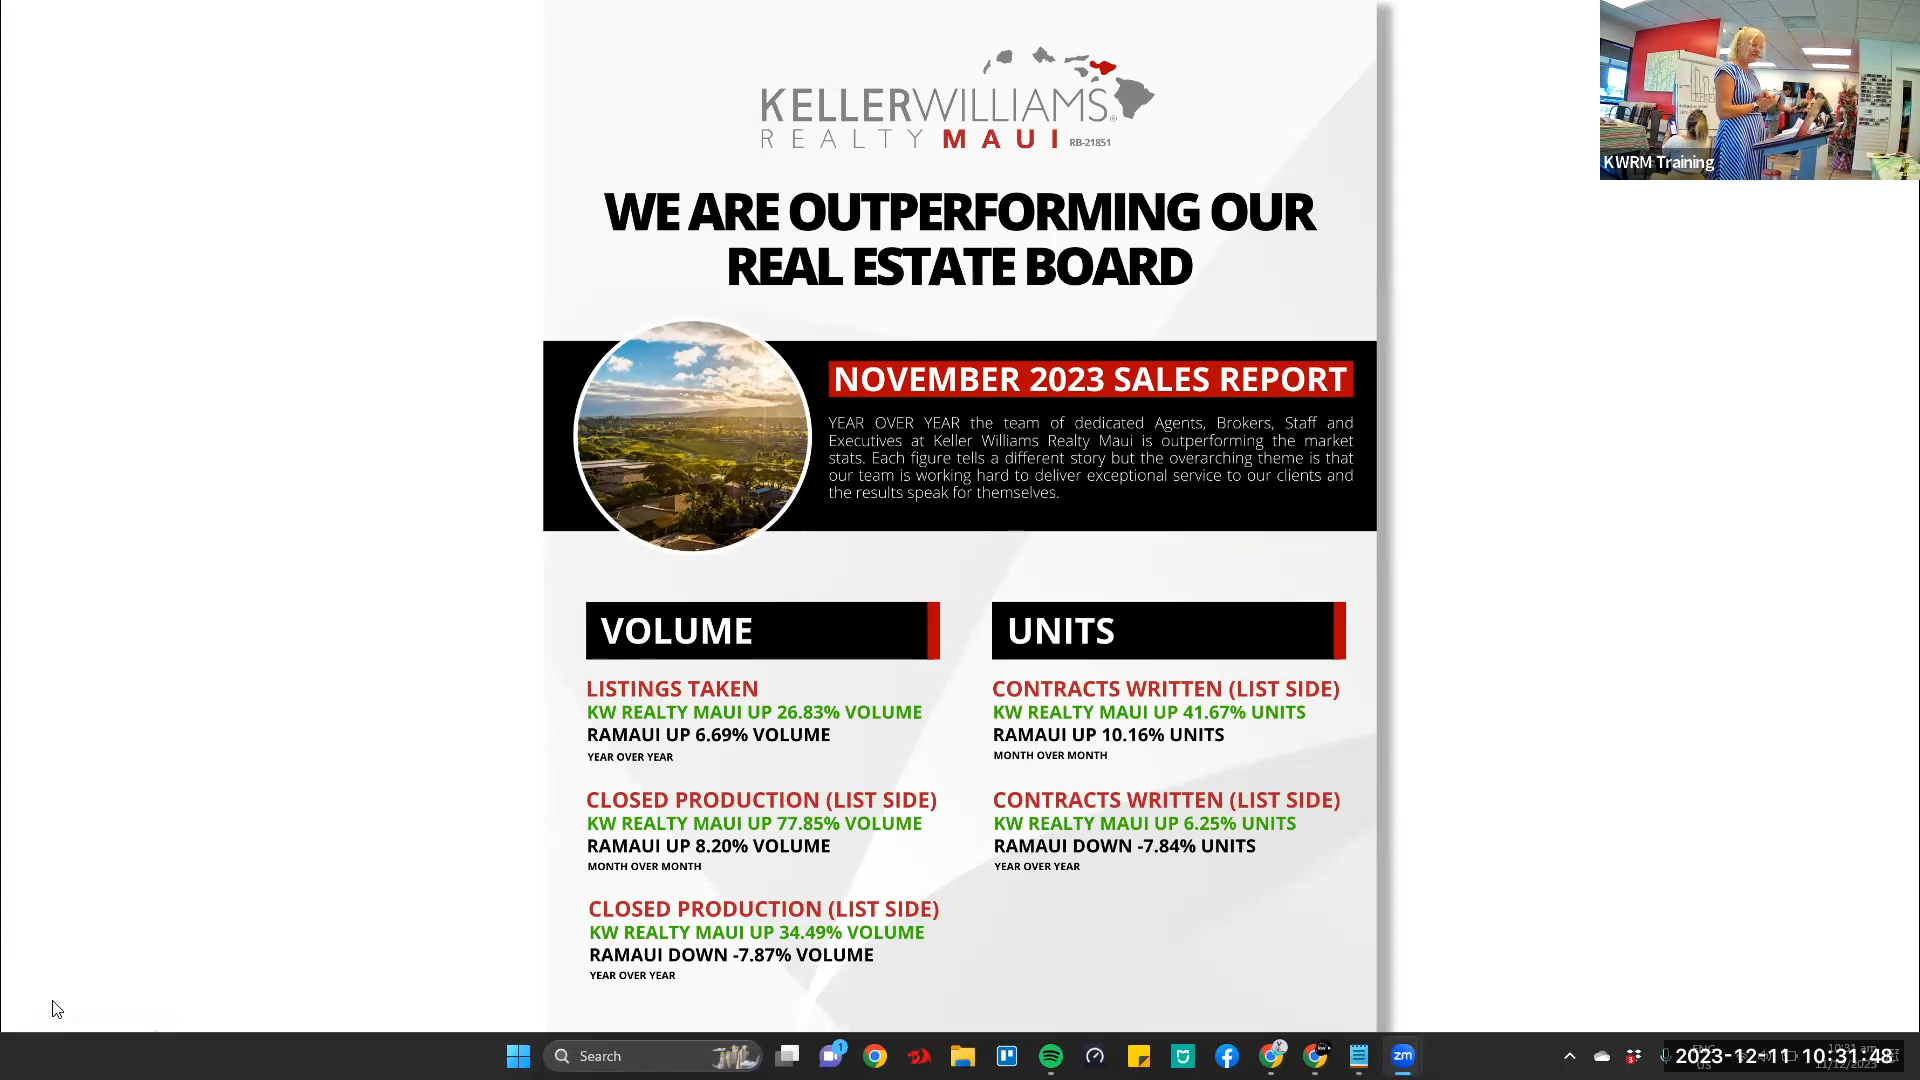 KELLERWILLIAMS®
REALTY MAUI RB-21851
WE ARE OUTPERFORMING OUR
REAL ESTATE BOARD
NOVEMBER 2023 SALES REPORT
YEAR OVER YEAR the team of dedicated Agents, Brokers, Staff and
Executives at Keller Williams Realty Maui is outperforming the market
stats. Each figure tells a different story but the overarching theme is that
our team is working hard to deliver exceptional service to our clients and
the results speak for themselves.
VOLUME
LISTINGS TAKEN
KW REALTY MAUI UP 26.83% VOLUME
RAMAUI UP 6.69% VOLUME
YEAR OVER YEAR
CLOSED PRODUCTION (LIST SIDE)
KW REALTY MAUI UP 77.85% VOLUME
RAMAUI UP 8.20% VOLUME
MONTH OVER MONTH
CLOSED PRODUCTION (LIST SIDE)
KW REALTY MAUI UP 34.49% VOLUME
RAMAUI DOWN -7.87% VOLUME
YEAR OVER YEAR
UNITS
CONTRACTS WRITTEN (LIST SIDE)
KW REALTY MAUI UP 41.67% UNITS
RAMAUI UP 10.16% UNITS
MONTH OVER MONTH
CONTRACTS WRITTEN (LIST SIDE)
KW REALTY MAUI UP 6.25% UNITS
RAMAUI DOWN -7.84% UNITS
YEAR OVER YEAR
KWRM Training
Search
1
zm
2023-12-11 10:31:48